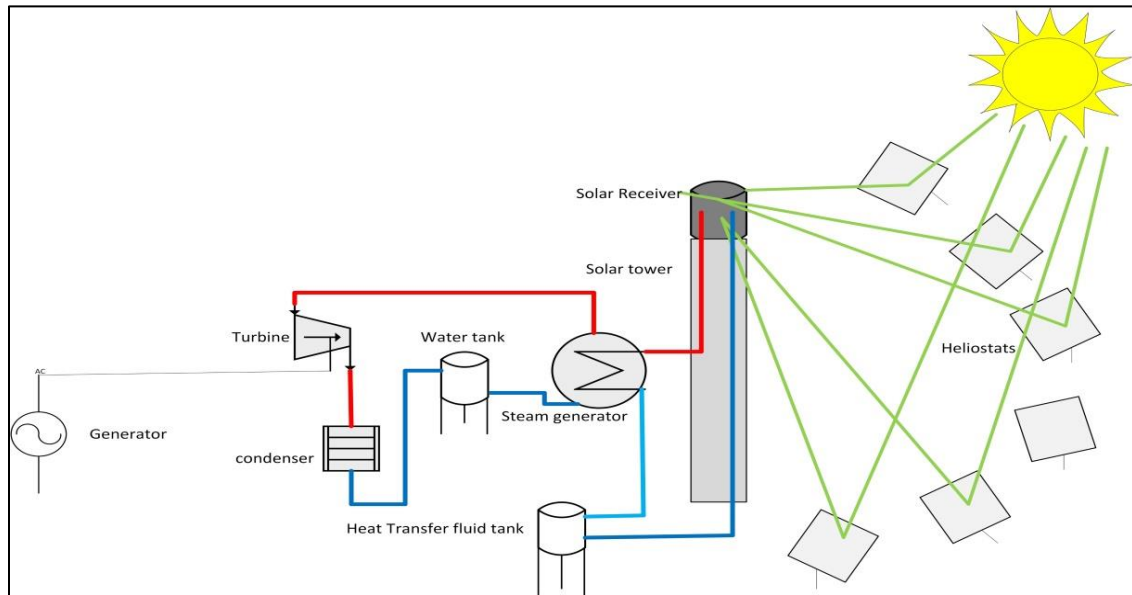 Solar Receiver
Solar tower
Turbine
Water tank
Heliostats
AC
Steam generator
Generator
condenser
Heat Transfer fluid tank